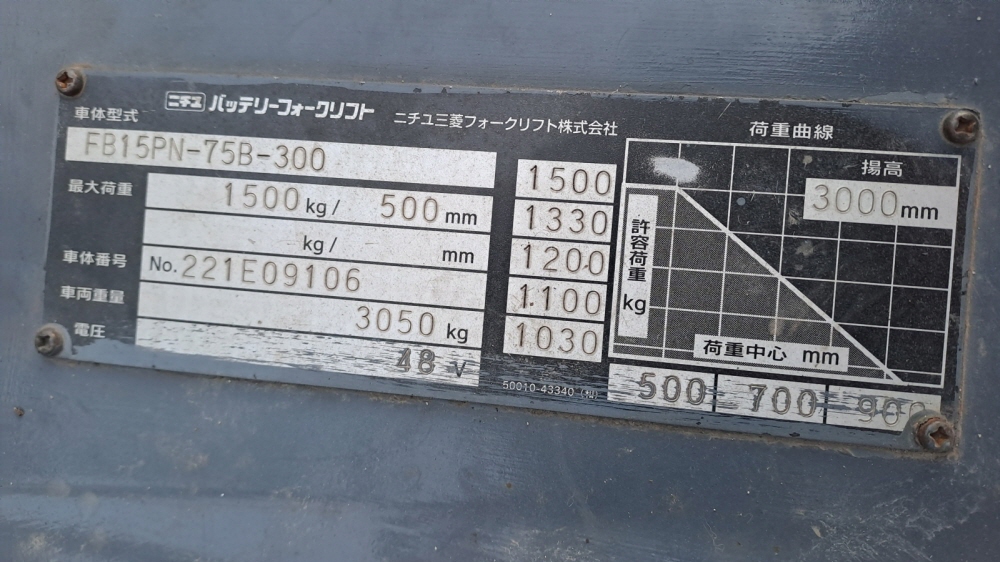 ニチユ バッテリーフォークリフト
ニチユ三菱フォークリフト株式会社
車体型式
FB15PN-75B-300
最大荷重
1500 kg/ 500 mm
kg/ mm
車体番号
No. 221E09106
車両重量
3050 kg
電圧
48 V
1500
1330
1200
1100
1030
50010-43340
荷重曲線
揚高
3000mm
許容荷重
kg
荷重中心 mm
500 700 900